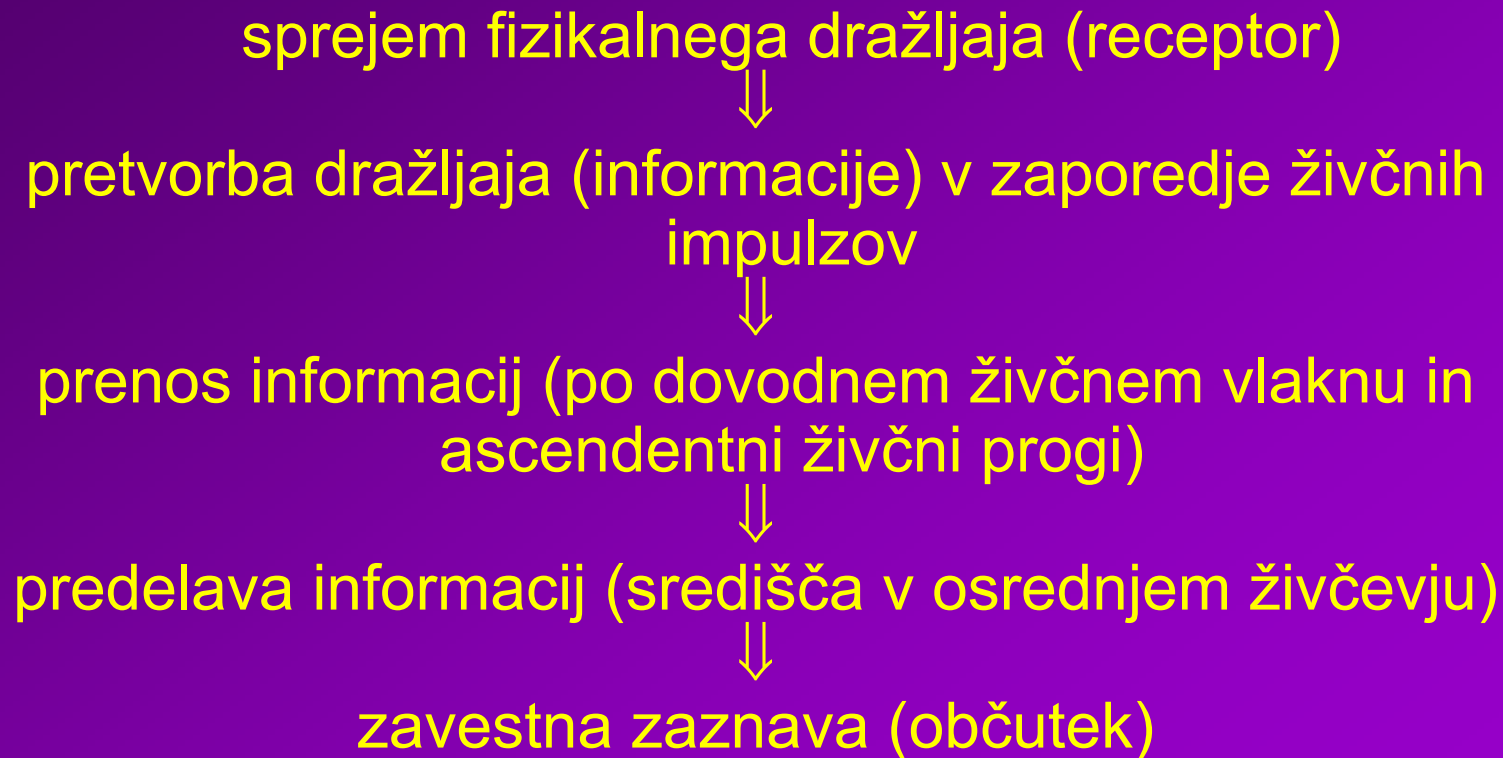 sprejem fizikalnega dražljaja (receptor)
⇓
pretvorba dražljaja (informacije) v zaporedje živčnih
impulzov
⇓
prenos informacij (po dovodnem živčnem vlaknu in
ascendentni živčni progi)
⇓
predelava informacij (središča v osrednjem živčevju)
⇓
zavestna zaznava (občutek)